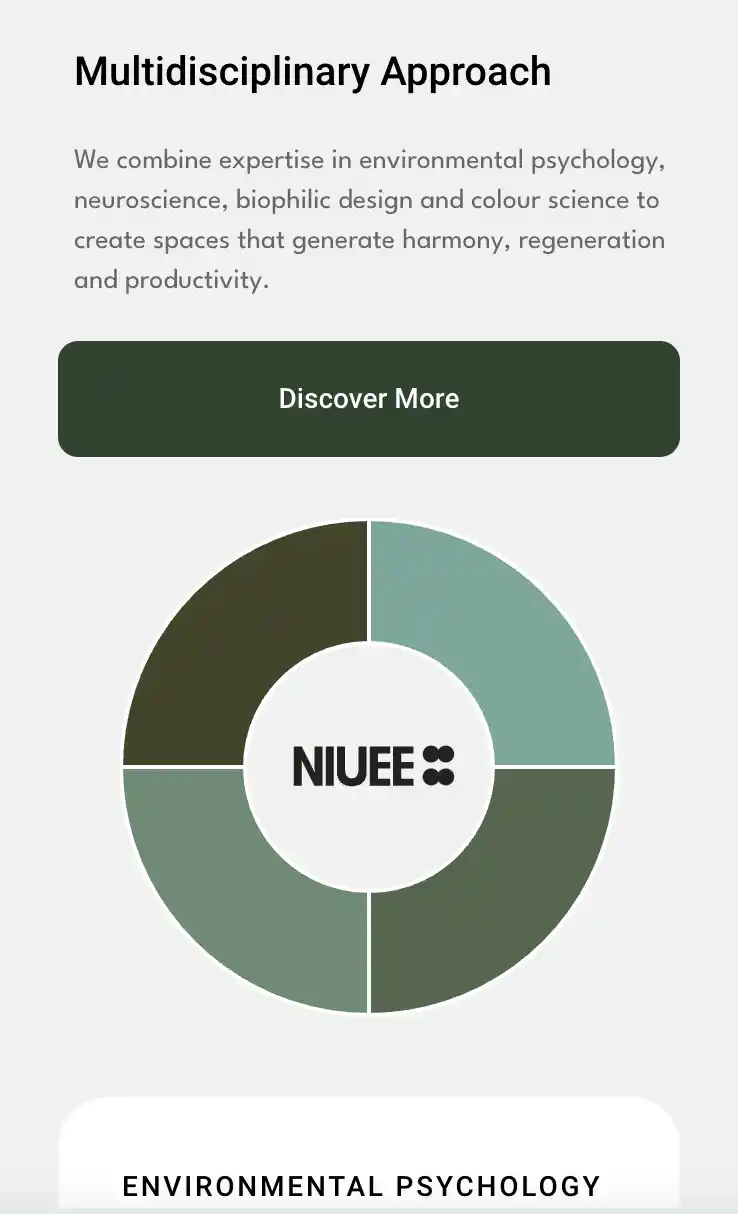 Multidisciplinary Approach
We combine expertise in environmental psychology,
neuroscience, biophilic design and colour science to
create spaces that generate harmony, regeneration
and productivity.
Discover More
NIUEE
ENVIRONMENTAL PSYCHOLOGY